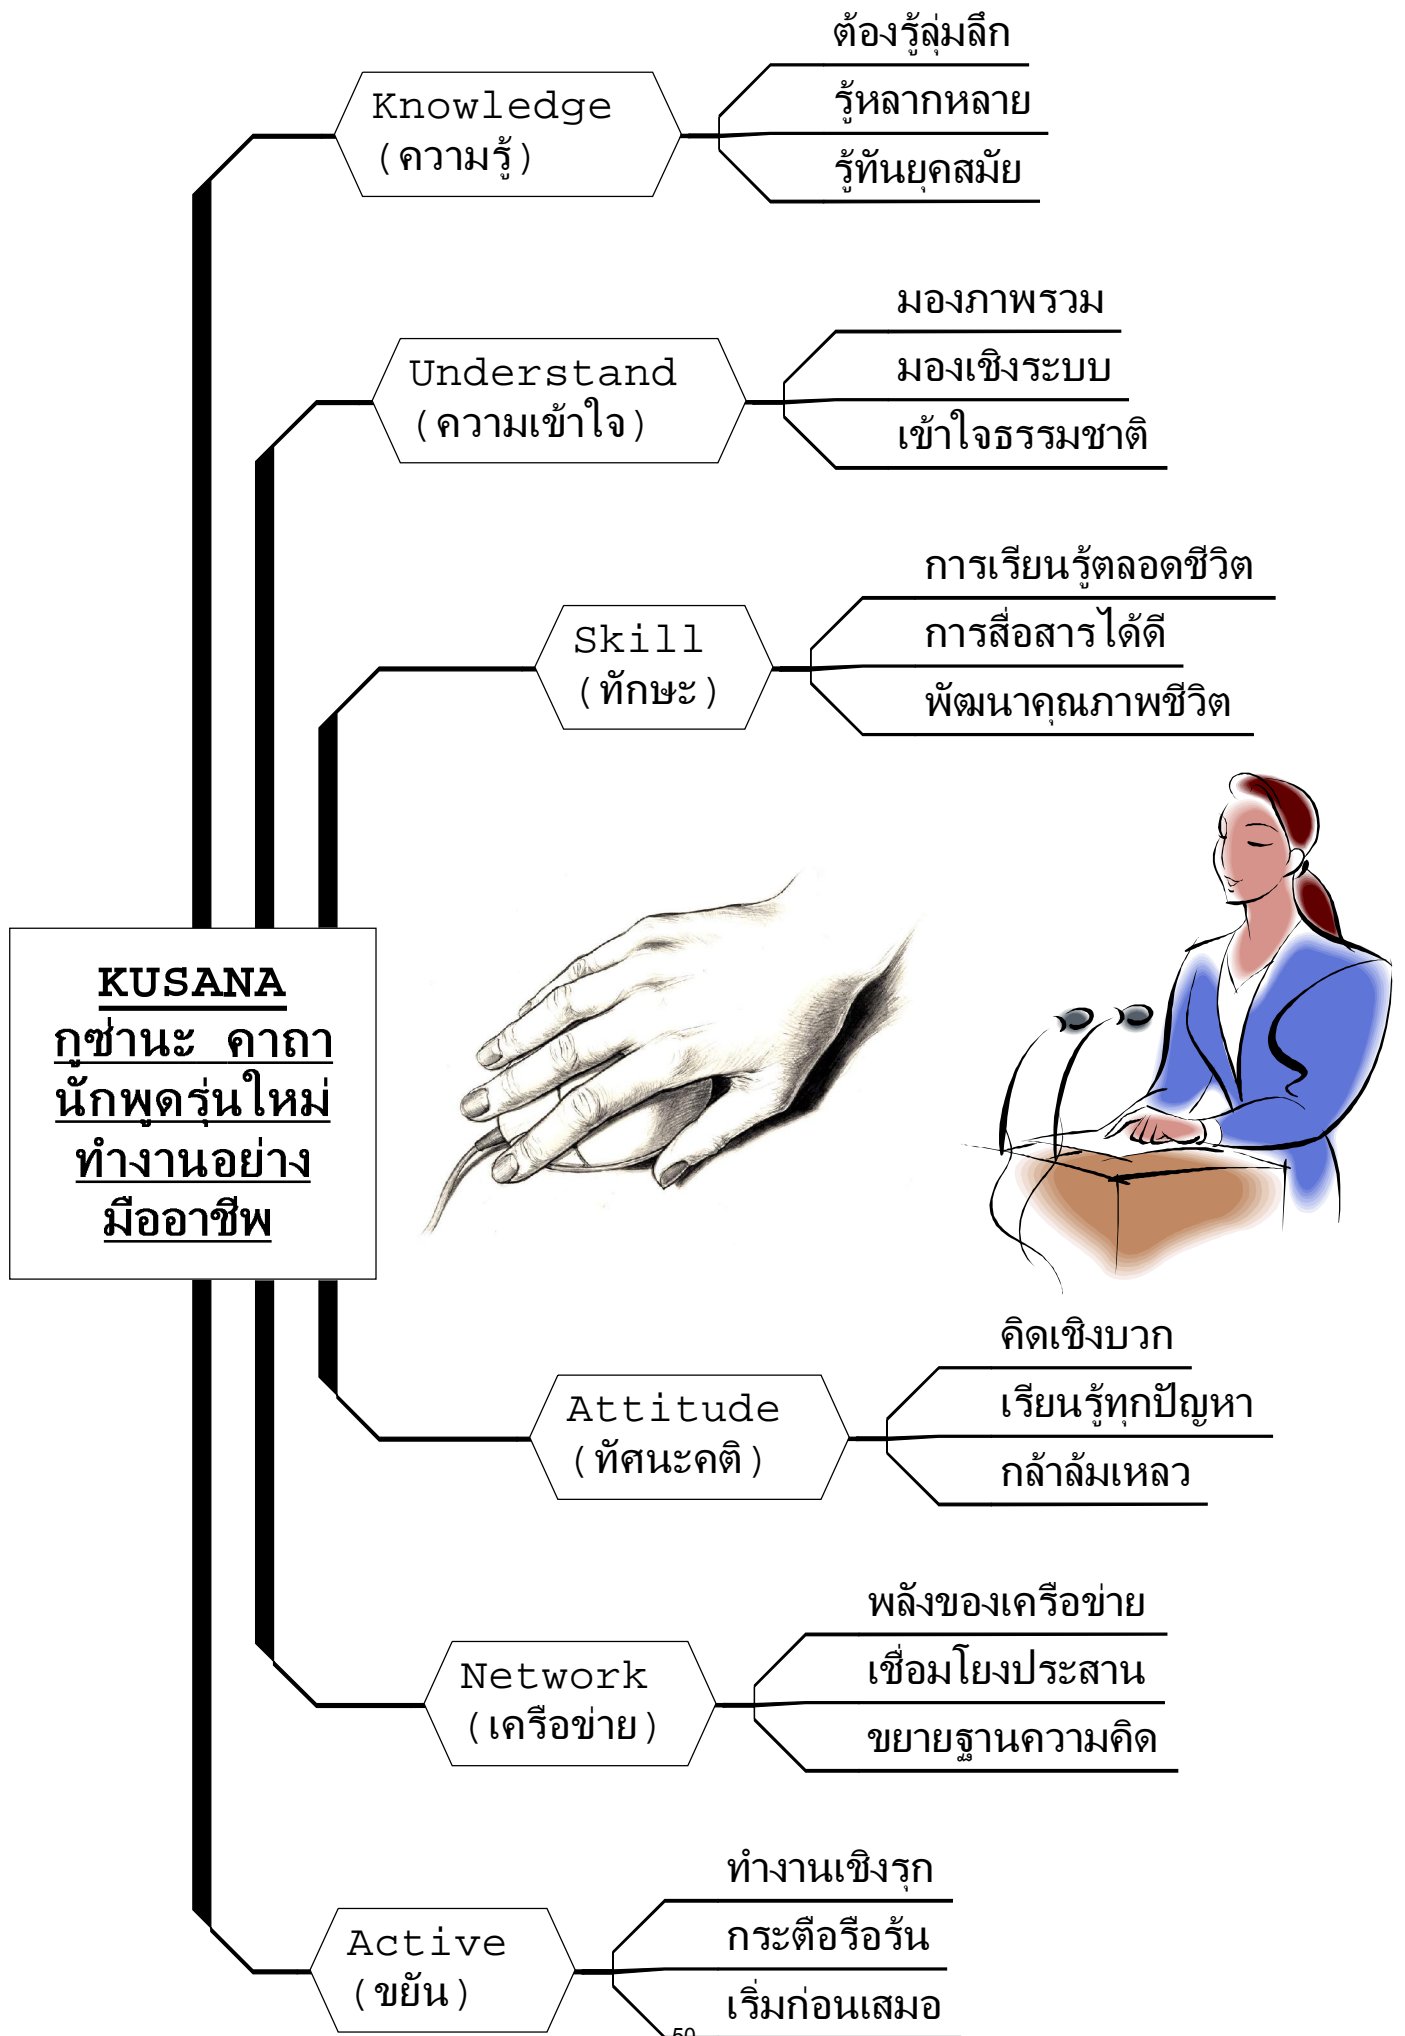 ต้องรู้ลุ่มลึก
Knowledge
(ความรู้)
รู้หลากหลาย
รู้ทันยุคสมัย
มองภาพรวม
Understand
(ความเข้าใจ)
มองเชิงระบบ
เข้าใจธรรมชาติ
การเรียนรู้ตลอดชีวิต
Skill
(ทักษะ)
การสื่อสารได้ดี
พัฒนาคุณภาพชีวิต
KUSANA
กูซ่านะ คาถา
นักพูดรุ่นใหม่
ทำงานอย่าง
มืออาชีพ
คิดเชิงบวก
Attitude
(ทัศนะคติ)
เรียนรู้ทุกปัญหา
กล้าล้มเหลว
พลังของเครือข่าย
Network
(เครือข่าย)
เชื่อมโยงประสาน
ขยายฐานความคิด
ทำงานเชิงรุก
Active
(ขยัน)
กระตือรือร้น
เริ่มก่อนเสมอ
50